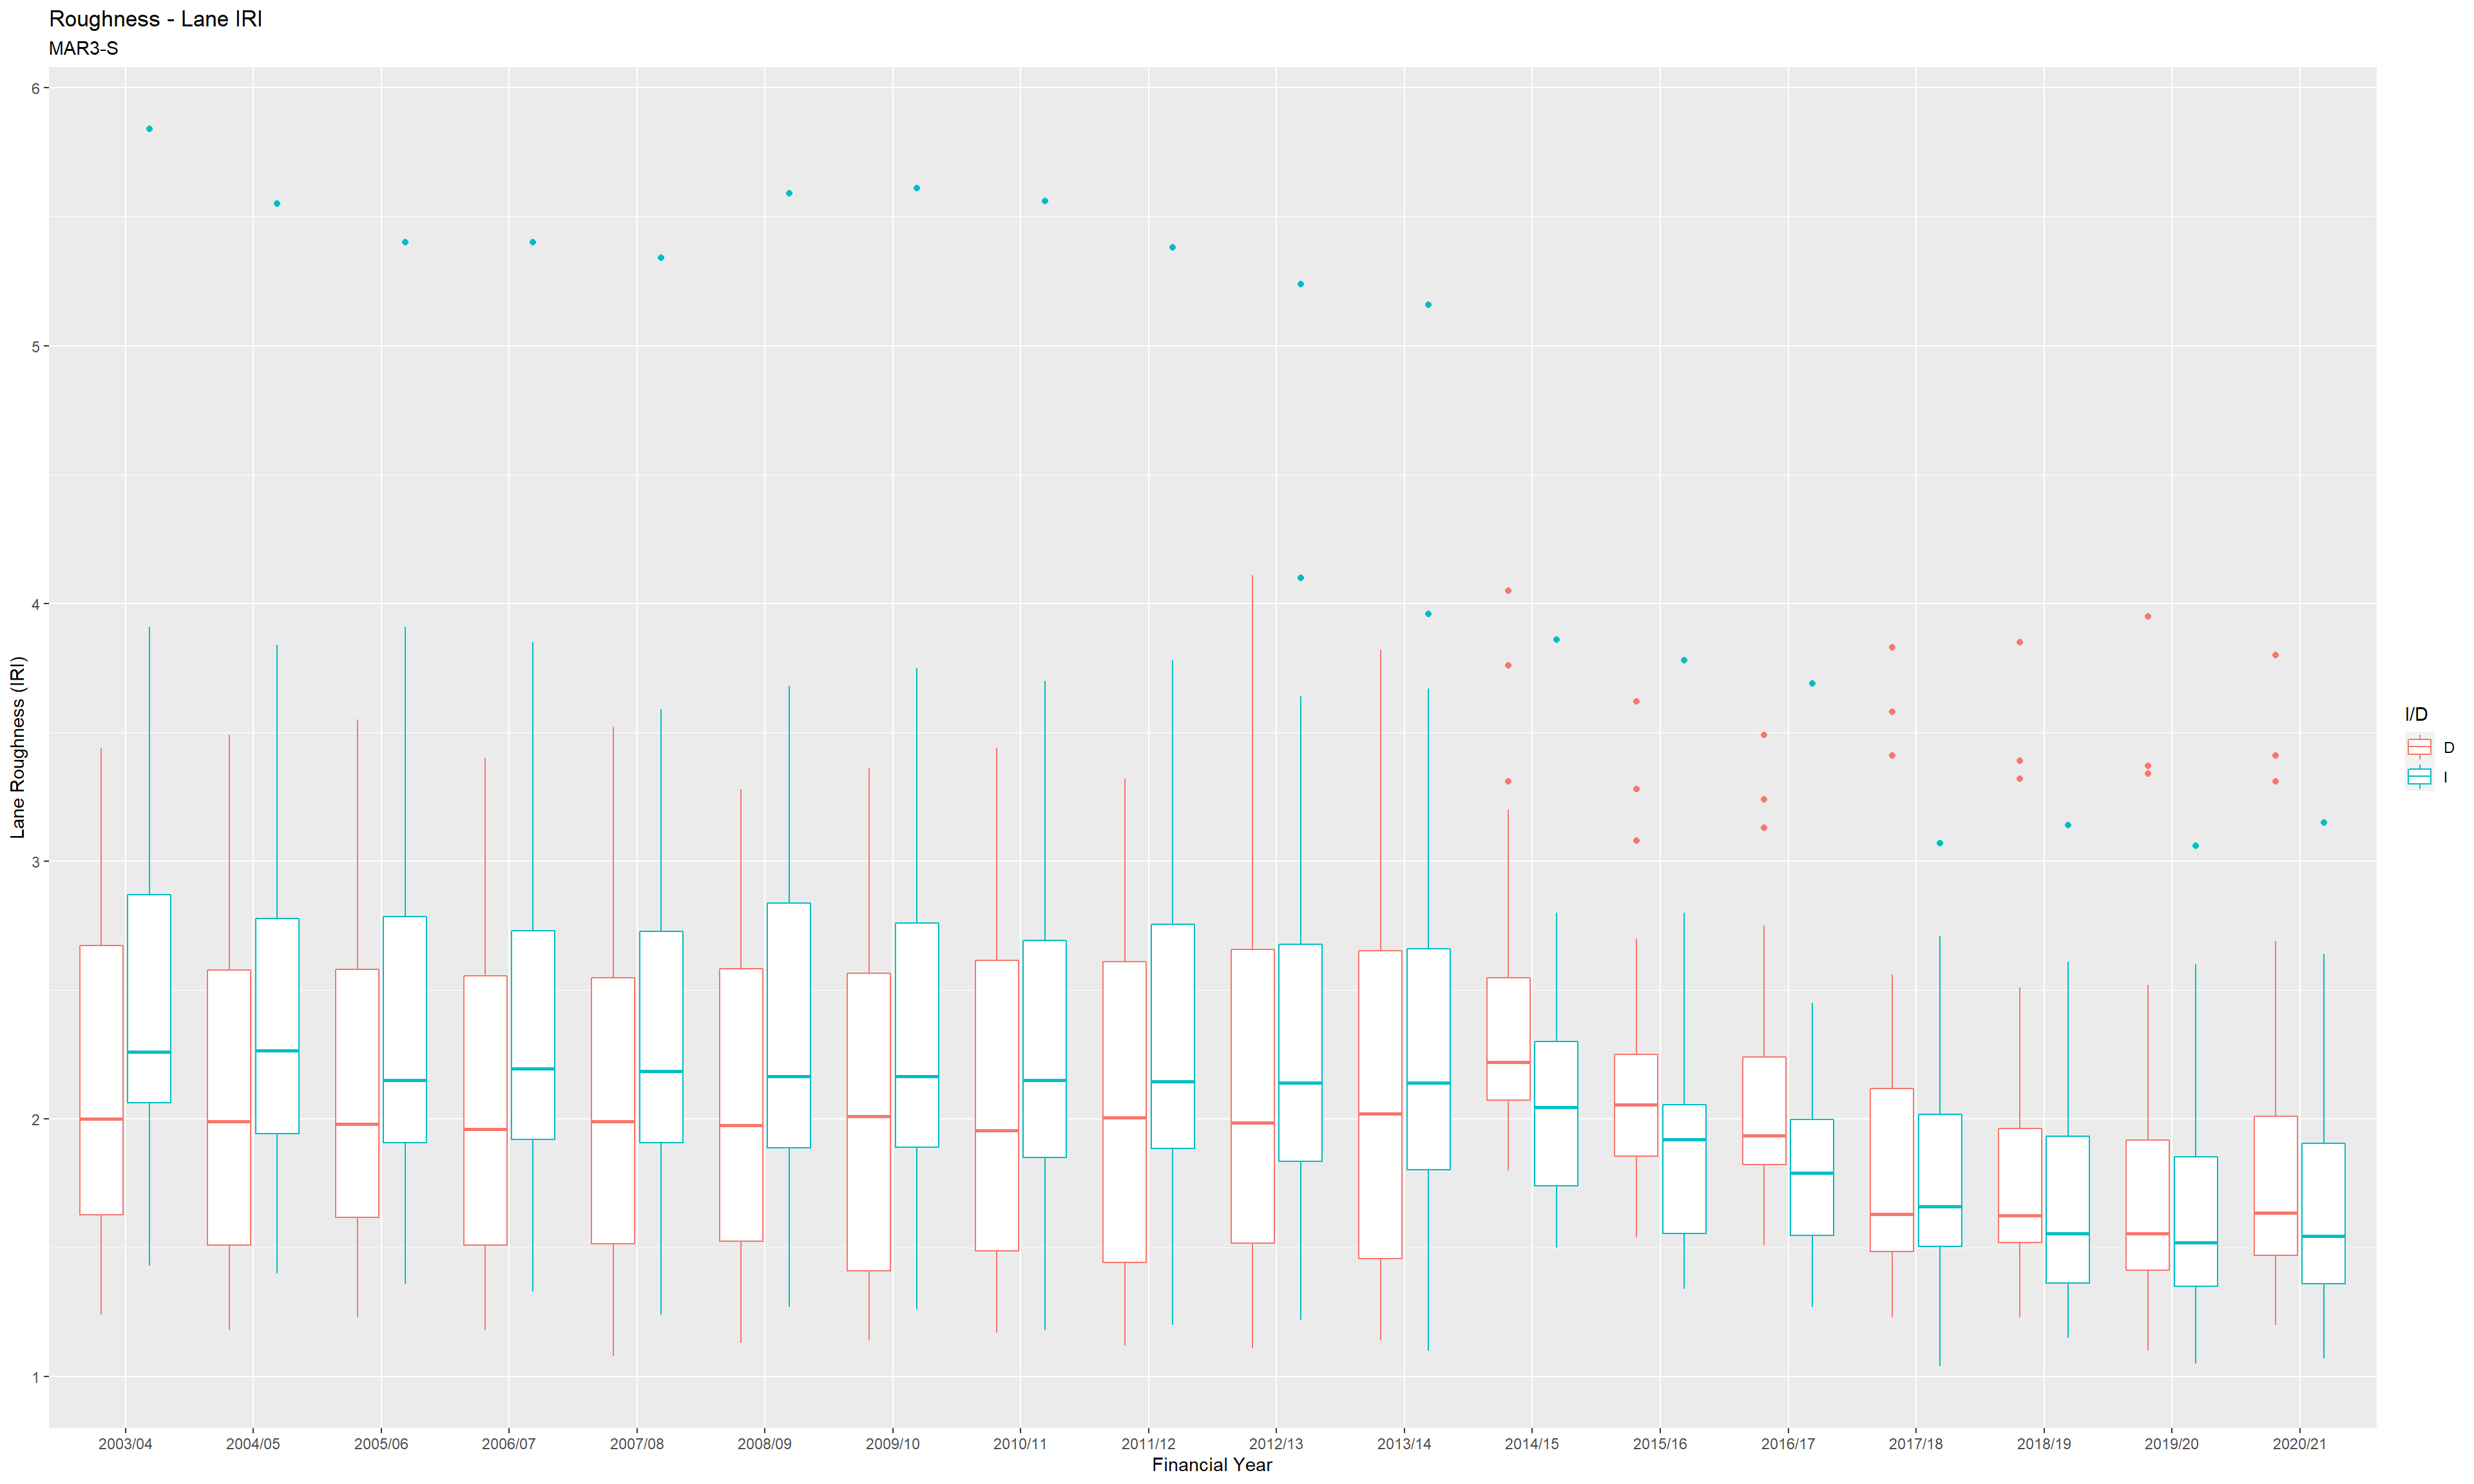 Roughness - Lane IRI
MAR3-S
6
5
4
3
2
1
Lane Roughness (IRI)
2003/04 2004/05 2005/06 2006/07 2007/08 2008/09 2009/10 2010/11 2011/12 2012/13 2013/14 2014/15 2015/16 2016/17 2017/18 2018/19 2019/20 2020/21
Financial Year
I/D
D
I